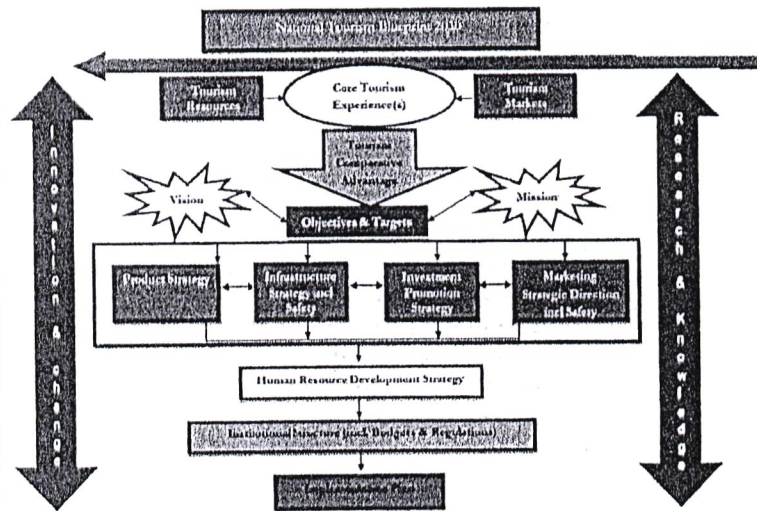 National Tourism Blueprint
Tourism
Resources
Core Tourism
Experience(s)
Tourism
Markets
Tourism
Comparative
Advantage
Vision
Mission
Objectives & Targets
Product Strategy
Infrastructure
Strategy incl
Safety
Investment
Promotion
Strategy
Marketing
Strategic Direction
incl Safety
Human Resource Development Strategy
Institutional Structure (incl. Budgets & Regulations)
Innovation & change
Research & Knowledge